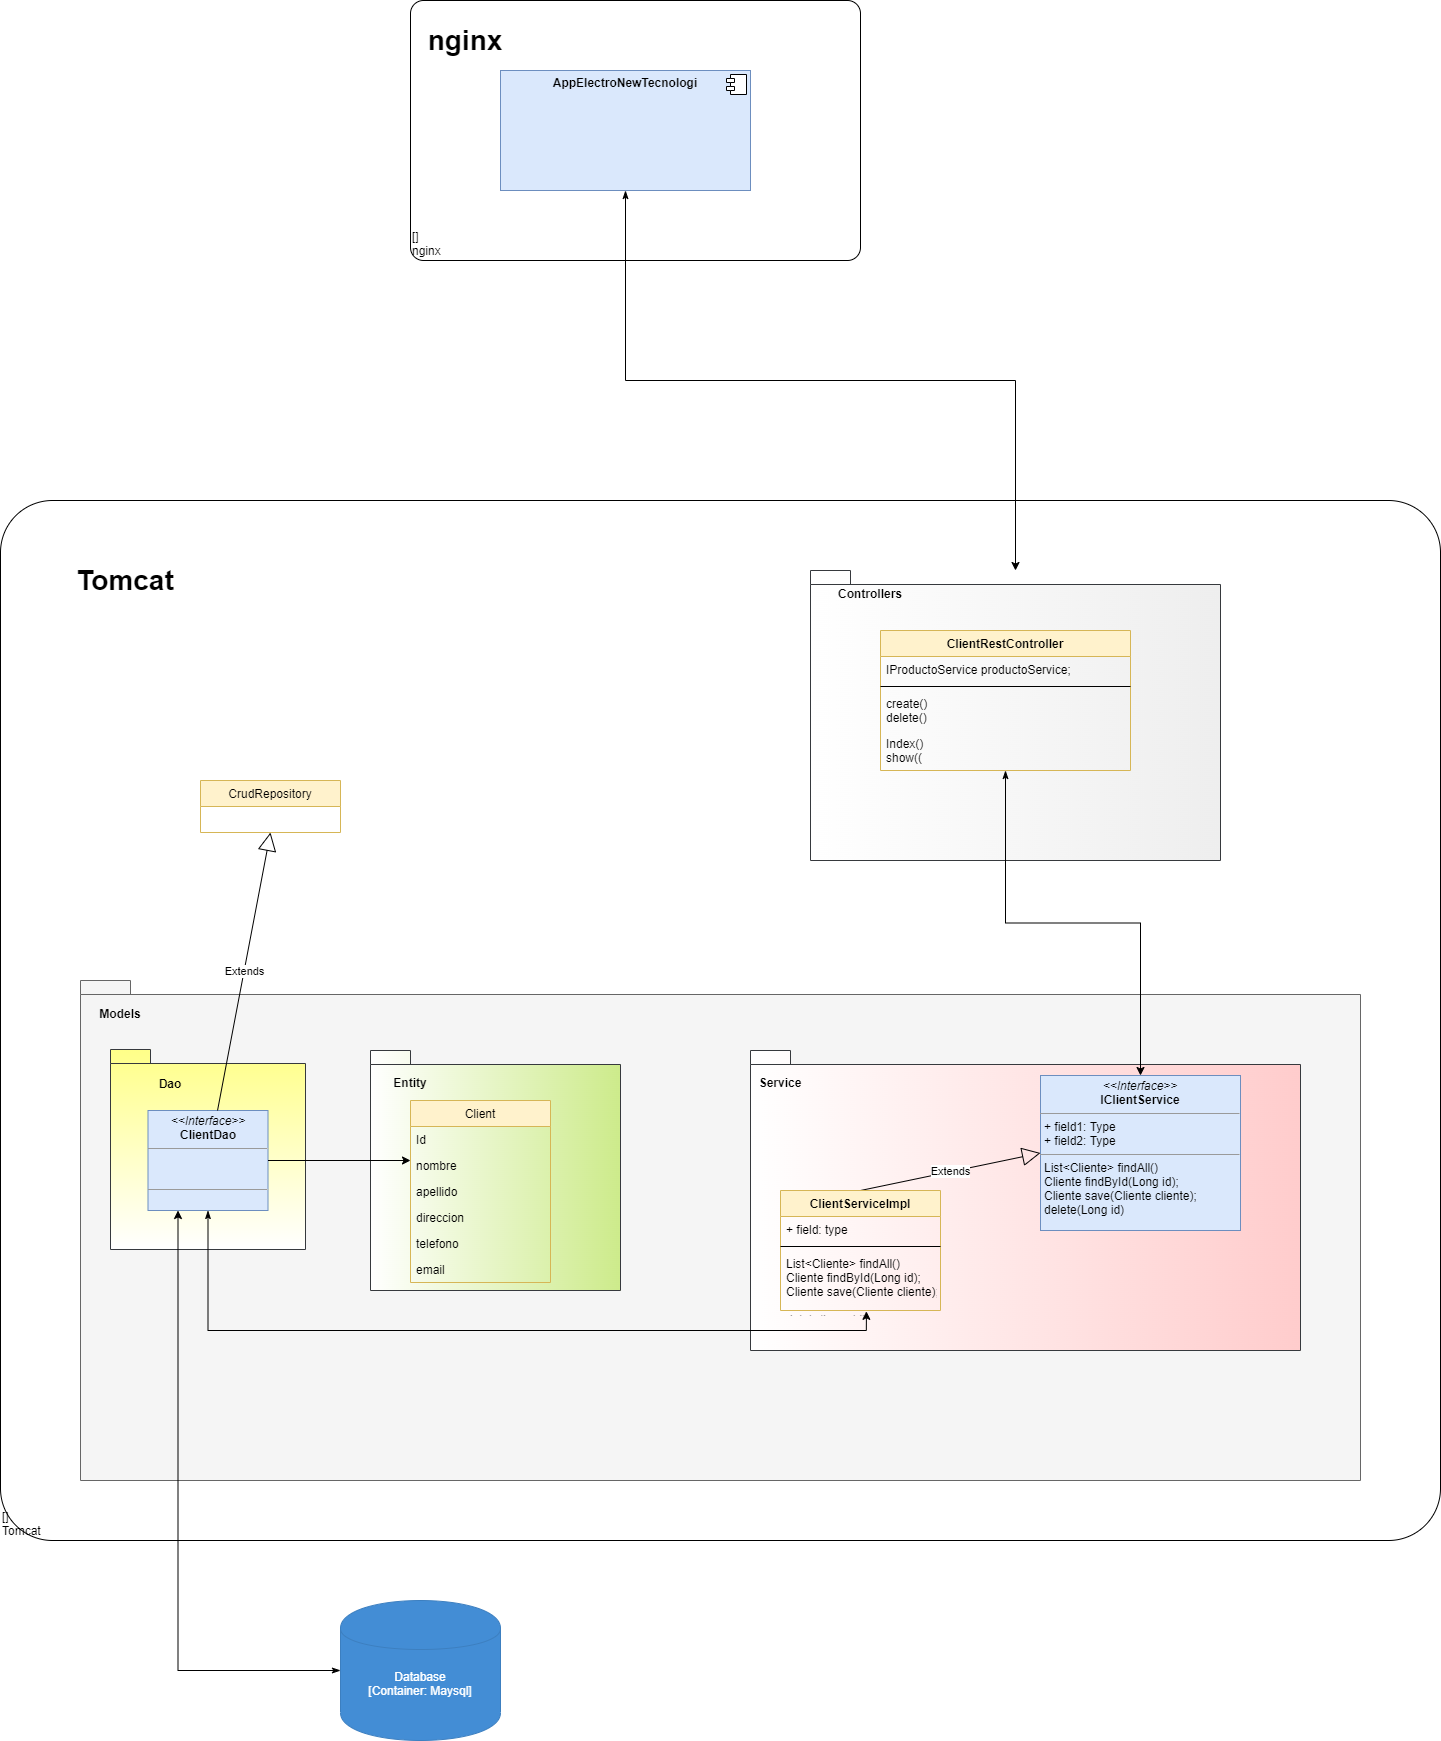 nginx
AppElectroNewTecnologi
[]
nginx
Tomcat
Controllers
ClientRestController
IProductoService productoService;
create()
delete()
Index()
show((
CrudRepository
Extends
Models
Dao
<<Interface>>
ClientDao
Entity
Client
Id
nombre
apellido
direccion
telefono
email
Service
<<Interface>>
IClientService
+ field1: Type
+ field2: Type
List<Cliente> findAll()
Cliente findById(Long id);
Cliente save(Cliente cliente);
delete(Long id)
Extends
ClientServiceImpl
+ field: type
List<Cliente> findAll()
Cliente findById(Long id);
Cliente save(Cliente cliente)
[]
Tomcat
Database
[Container: Maysql]